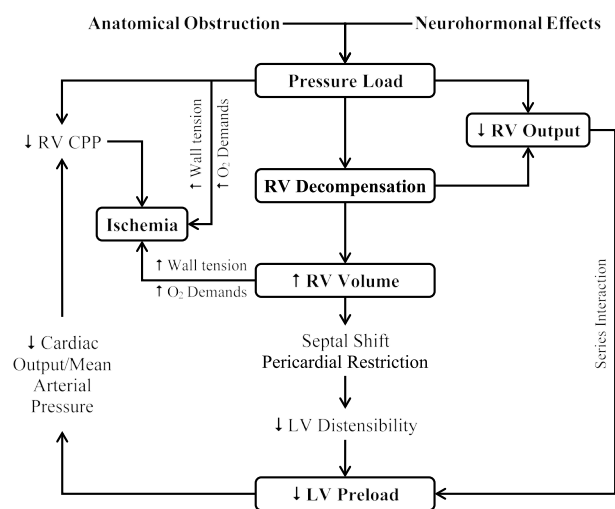 Anatomical Obstruction
Neurohormonal Effects
Pressure Load
↑ Wall tension
↑ O₂ Demands
↓ RV CPP
↓ RV Output
RV Decompensation
Ischemia
↑ Wall tension
↑ O₂ Demands
↑ RV Volume
Series Interaction
Septal Shift
Pericardial Restriction
↓ Cardiac
Output/Mean
Arterial
Pressure
↓ LV Distensibility
↓ LV Preload